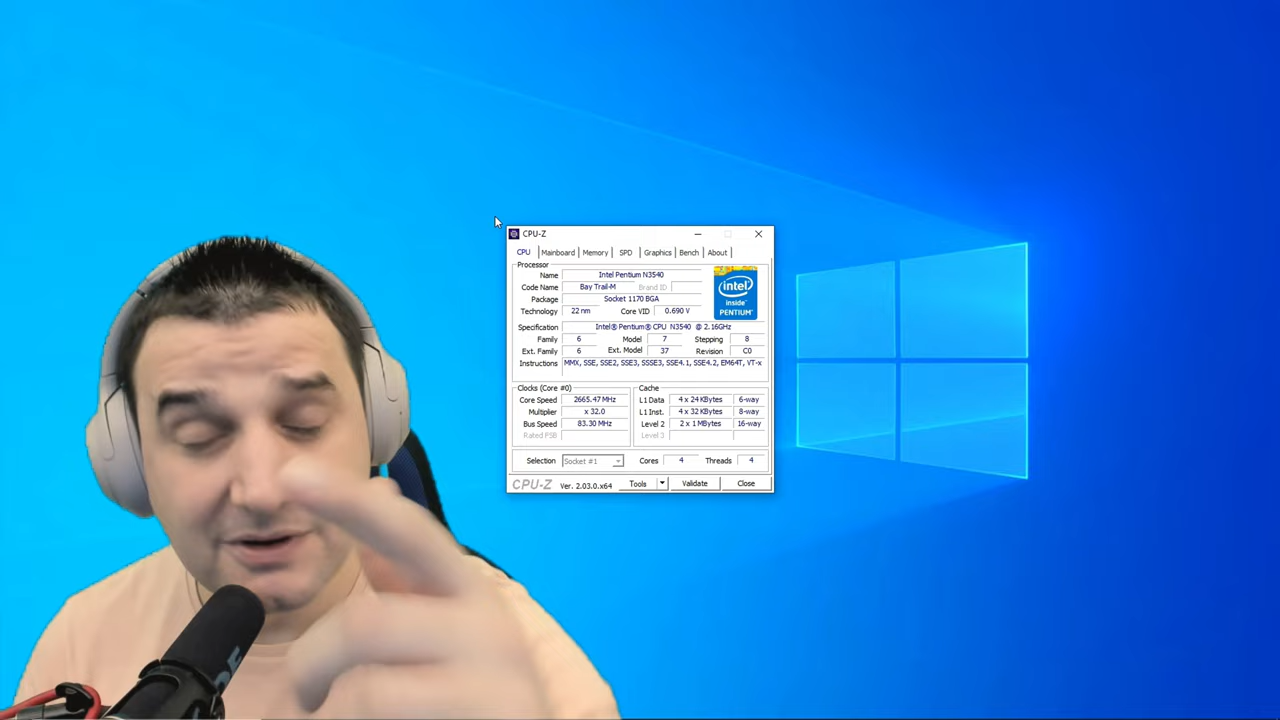 CPU-Z
CPU Mainboard Memory SPD Graphics Bench About
Processor
Name Intel Pentium N3540
Code Name Bay Trail-M Brand ID
Package Socket 1170 BGA
Technology 22 nm Core VID 0.690 V
intel inside™ PENTIUM®
Specification Intel® Pentium® CPU N3540 @ 2.16GHz
Family 6 Model 7 Stepping 8
Ext. Family 6 Ext. Model 37 Revision C0
Instructions MMX, SSE, SSE2, SSE3, SSSE3, SSE4.1, SSE4.2, EM64T, VT-x
Clocks (Core #0)
Core Speed 2665.47 MHz
Multiplier x 32.0
Bus Speed 83.30 MHz
Rated FSB
Cache
L1 Data 4 x 24 KBytes 6-way
L1 Inst. 4 x 32 KBytes 8-way
Level 2 2 x 1 MBytes 16-way
Level 3
Selection Socket #1 Cores 4 Threads 4
CPU-Z Ver. 2.03.0.x64 Tools Validate Close